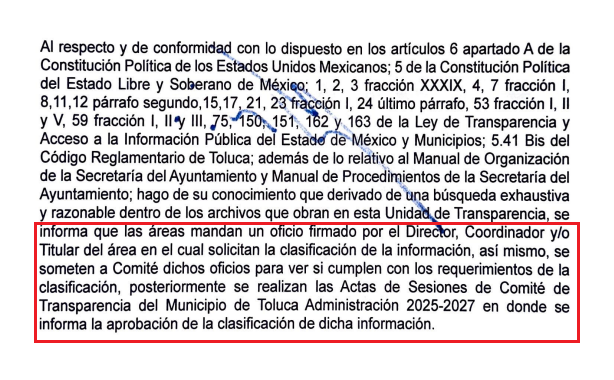 Al respecto y de conformidad con lo dispuesto en los artículos 6 apartado A de la
Constitución Política de los Estados Unidos Mexicanos; 5 de la Constitución Política
del Estado Libre y Soberano de México; 1, 2, 3 fracción XXXIX, 4, 7 fracción I,
8,11,12 párrafo segundo,15,17, 21, 23 fracción I, 24 último párrafo, 53 fracción I, II
y V, 59 fracción I, II y III, 75, 150, 151, 162 y 163 de la Ley de Transparencia y
Acceso a la Información Pública del Estado de México y Municipios; 5.41 Bis del
Código Reglamentario de Toluca; además de lo relativo al Manual de Organización
de la Secretaría del Ayuntamiento y Manual de Procedimientos de la Secretaría del
Ayuntamiento; hago de su conocimiento que derivado de una búsqueda exhaustiva
y razonable dentro de los archivos que obran en esta Unidad de Transparencia, se
informa que las áreas mandan un oficio firmado por el Director, Coordinador y/o
Titular del área en el cual solicitan la clasificación de la información, así mismo, se
someten a Comité dichos oficios para ver si cumplen con los requerimientos de la
clasificación, posteriormente se realizan las Actas de Sesiones de Comité de
Transparencia del Municipio de Toluca Administración 2025-2027 en donde se
informa la aprobación de la clasificación de dicha información.